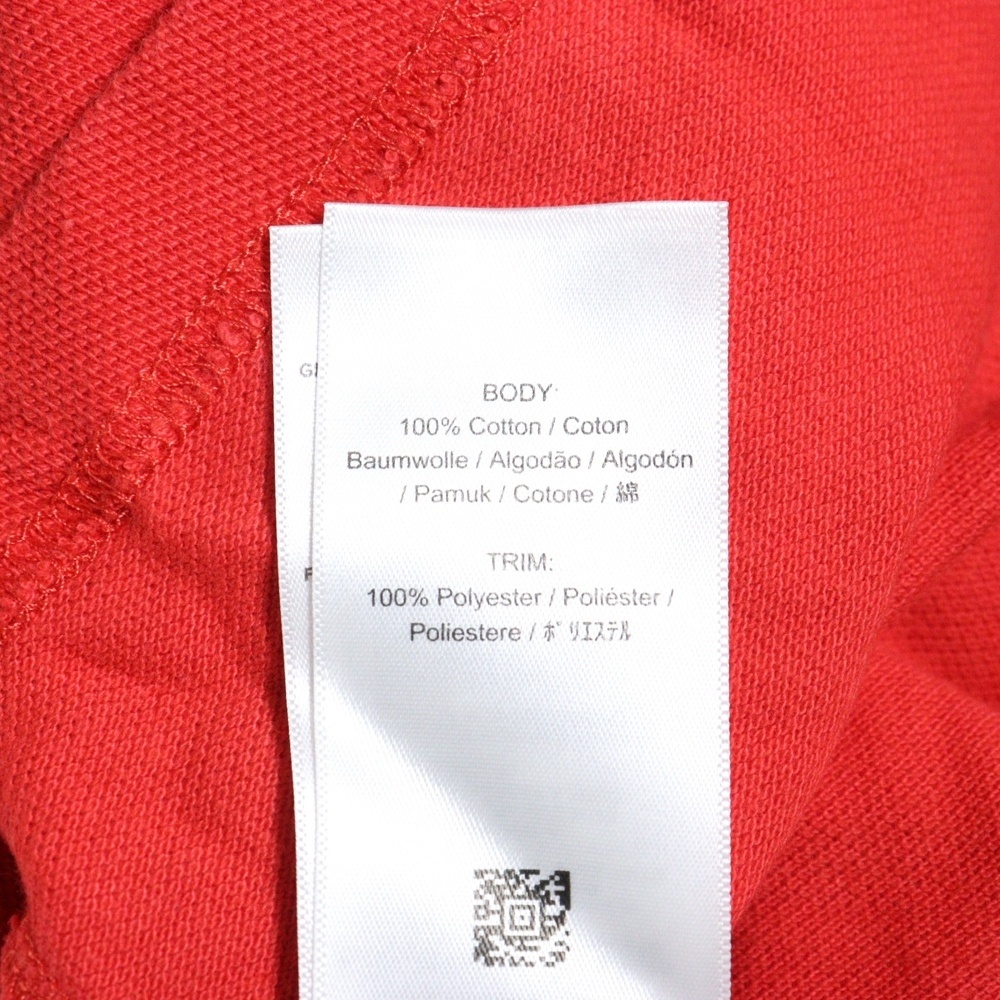 GI
F
BODY:
100% Cotton / Coton
Baumwolle / Algodão / Algodón
/ Pamuk / Cotone / 綿
TRIM:
100% Polyester / Poliéster /
Poliestere / ポリエステル